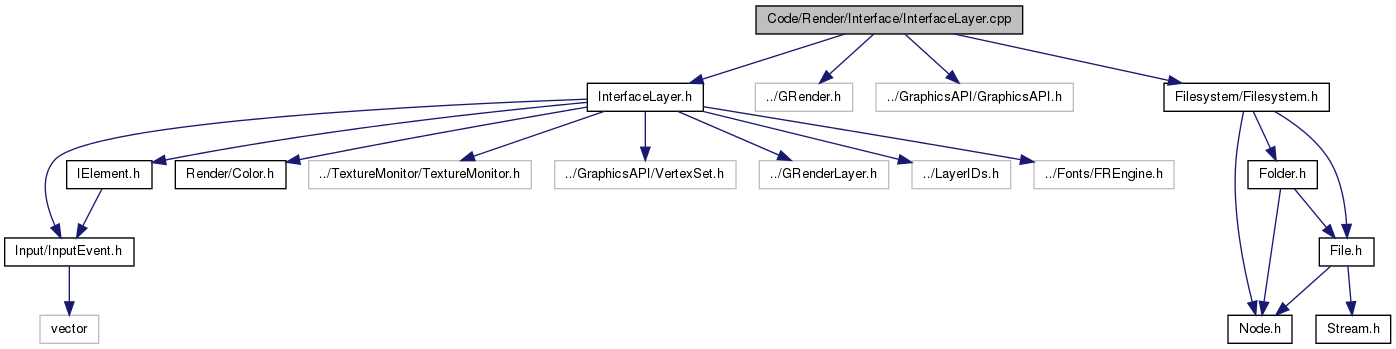 Code/Render/Interface/InterfaceLayer.cpp
InterfaceLayer.h
../GRender.h
../GraphicsAPI/GraphicsAPI.h
Filesystem/Filesystem.h
IElement.h
Render/Color.h
../TextureMonitor/TextureMonitor.h
../GraphicsAPI/VertexSet.h
../GRenderLayer.h
../LayerIDs.h
../Fonts/FREngine.h
Folder.h
Input/InputEvent.h
File.h
vector
Node.h
Stream.h